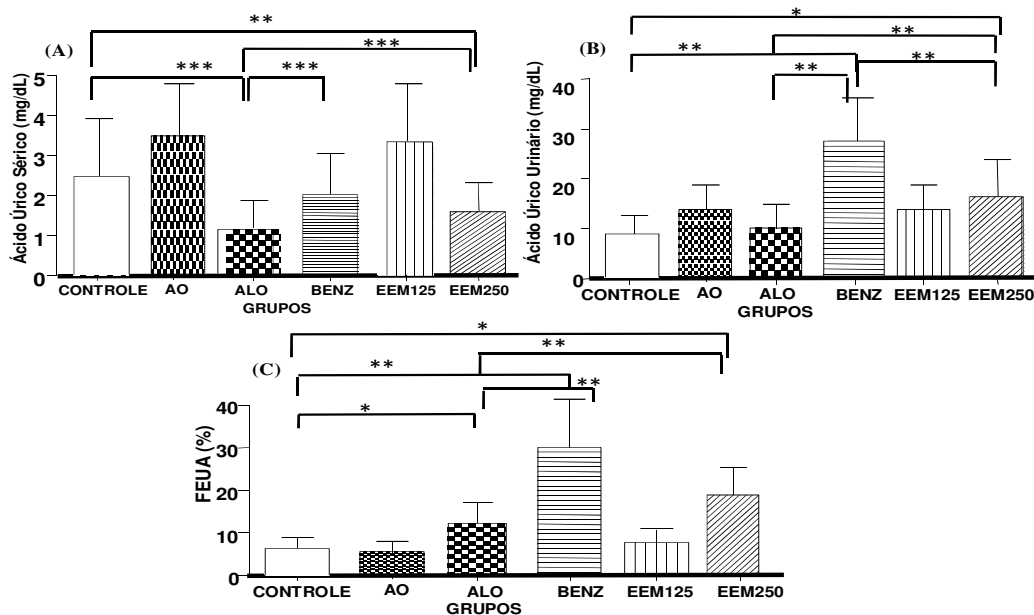 (A)
**
***
***
***
Ácido Úrico Sérico (mg/dL)
5
4
3
2
1
0
CONTROLE AO ALO BENZ EEM125 EEM250
GRUPOS
(B)
*
**
**
**
**
Ácido Úrico Urinário (mg/dL)
40
30
20
10
0
CONTROLE AO ALO BENZ EEM125 EEM250
GRUPOS
(C)
*
**
**
**
*
FEUA (%)
40
30
20
10
0
CONTROLE AO ALO BENZ EEM125 EEM250
GRUPOS